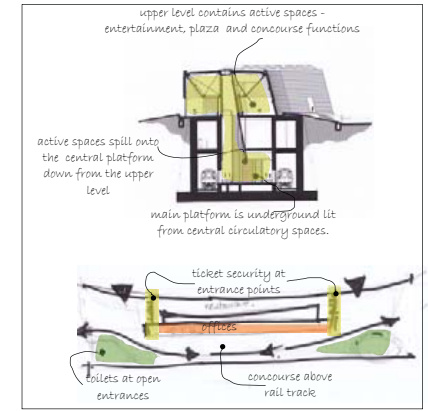 upper level contains active spaces -
entertainment, plaza and concourse functions
active spaces spill onto
the central platform
down from the upper
level
main platform is underground lit
from central circulatory spaces.
ticket security at
entrance points
offices
toilets at open
entrances
concourse above
rail track